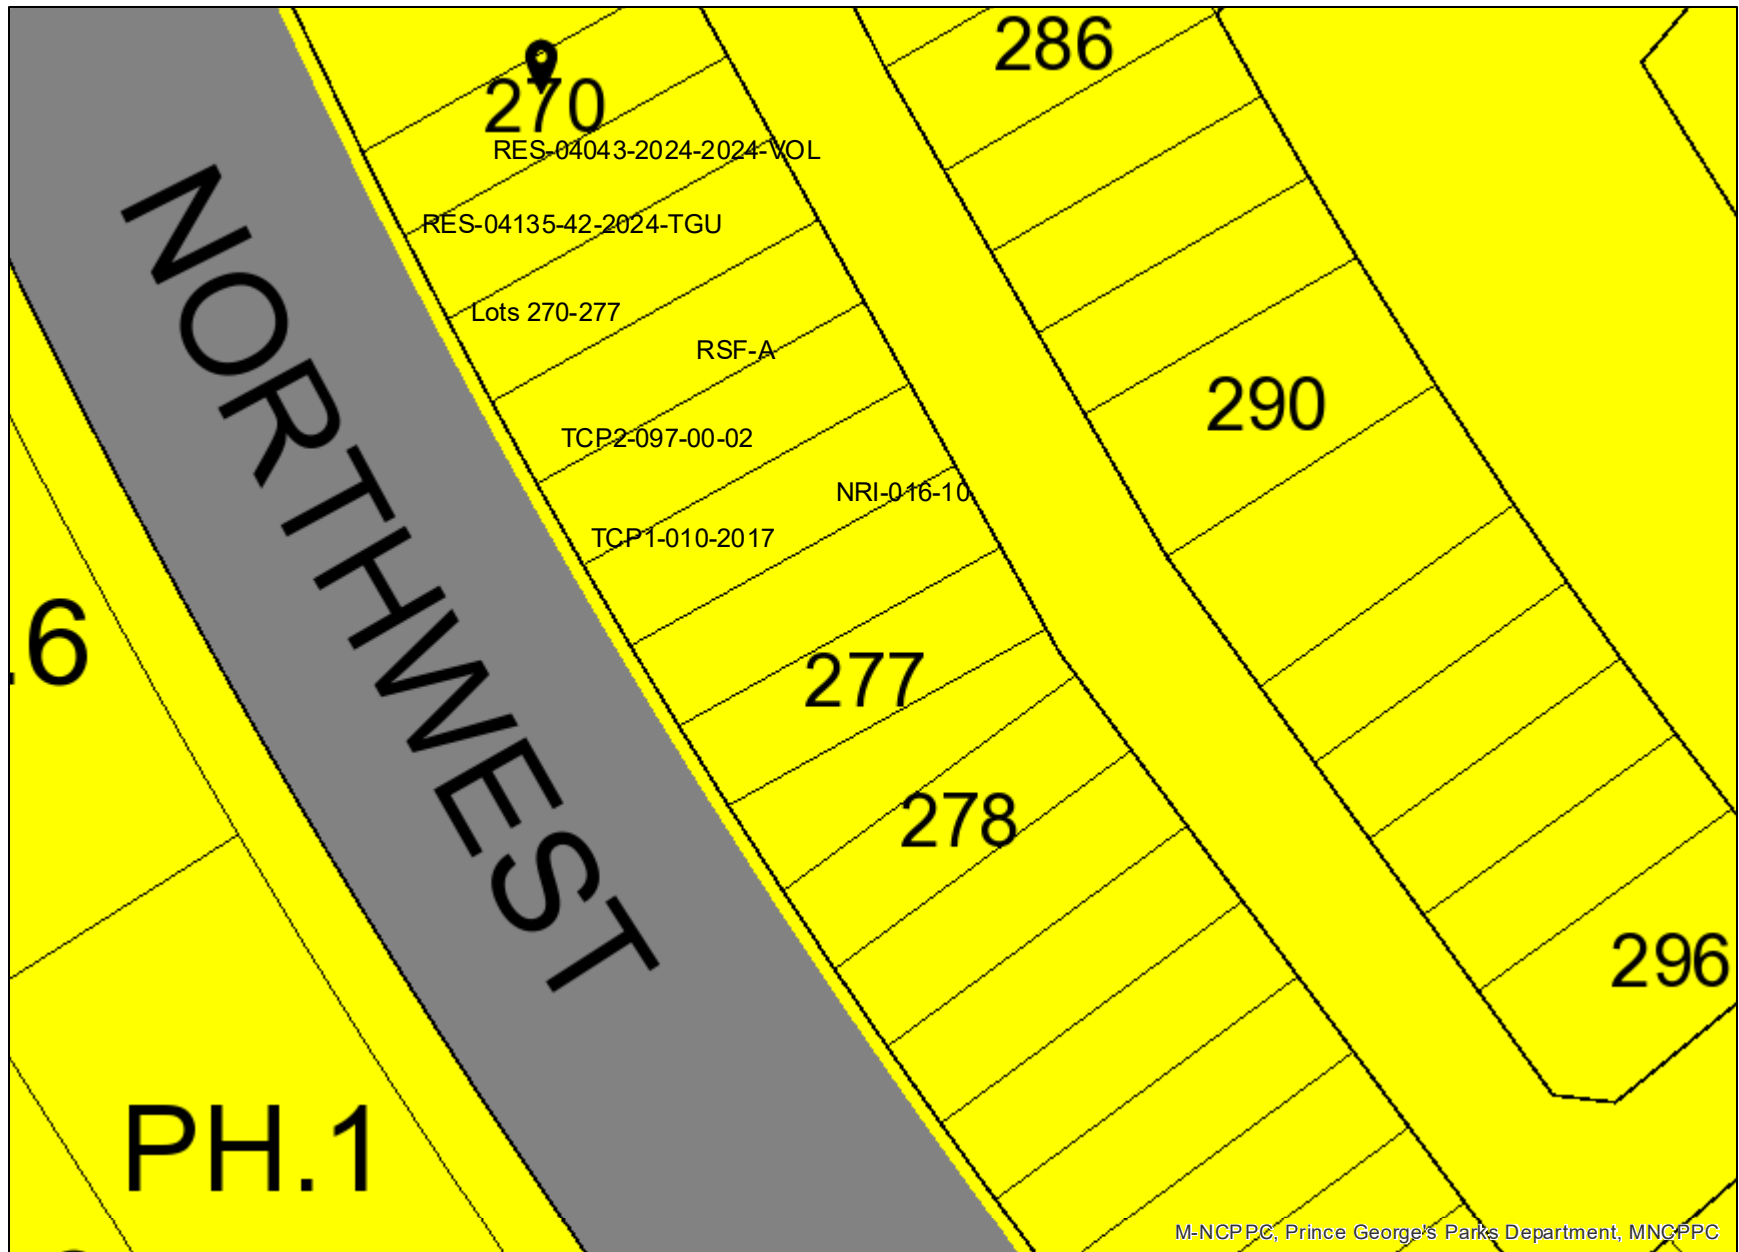 286
270
RES-04043-2024-2024-VOL
RES-04135-42-2024-TGU
Lots 270-277
RSF-A
290
TCP2-097-00-02
NRI-016-10
TCP1-010-2017
NORTHWEST
.6
277
278
296
PH.1
M-NCPPC, Prince George's Parks Department, MNCPPC